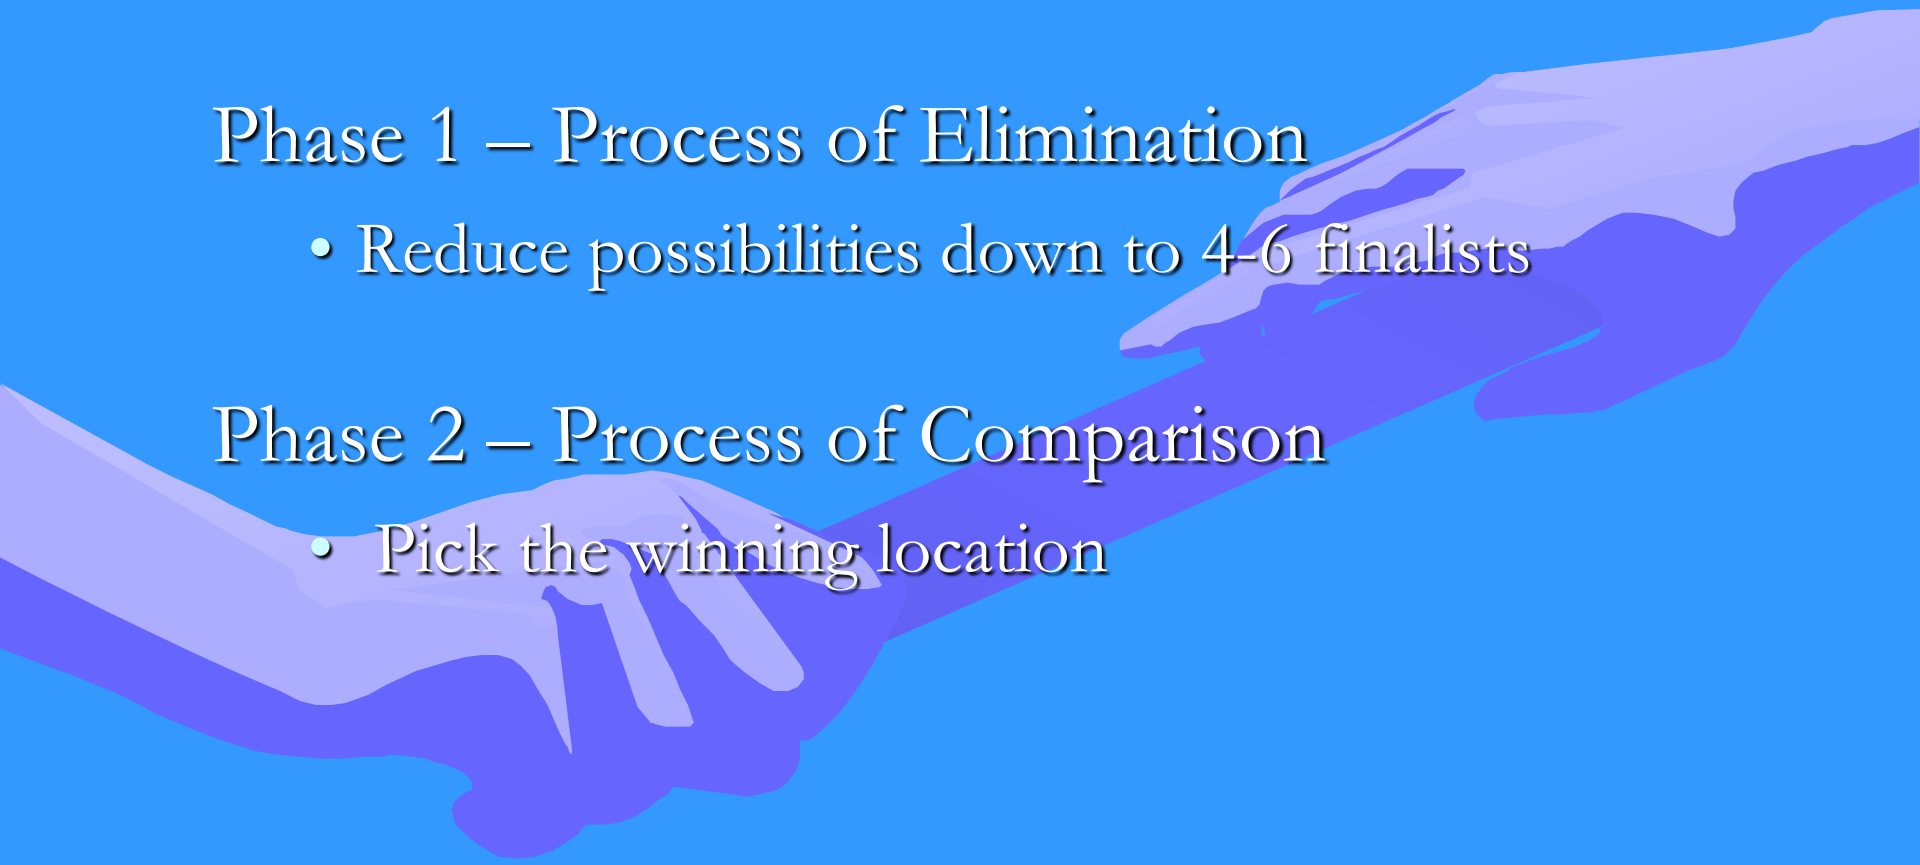 Phase 1 – Process of Elimination
• Reduce possibilities down to 4-6 finalists
Phase 2 – Process of Comparison
• Pick the winning location